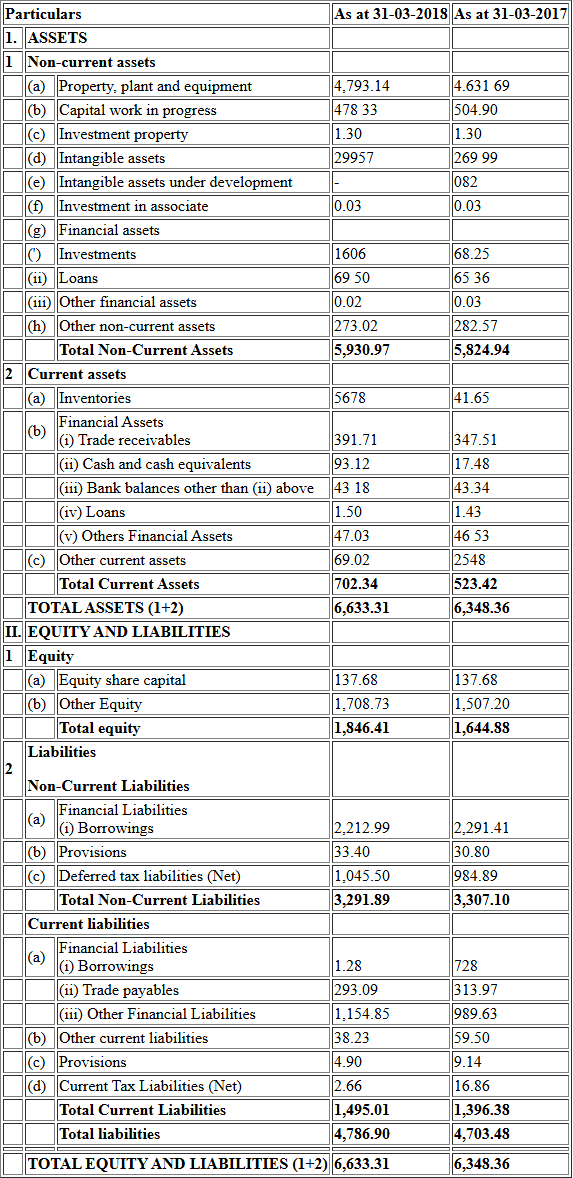 Particulars As at 31-03-2018 As at 31-03-2017
1. ASSETS
1 Non-current assets
(a) Property, plant and equipment 4,793.14 4.631 69
(b) Capital work in progress 478 33 504.90
(c) Investment property 1.30 1.30
(d) Intangible assets 29957 269 99
(e) Intangible assets under development - 082
(f) Investment in associate 0.03 0.03
(g) Financial assets
(') Investments 1606 68.25
(ii) Loans 69 50 65 36
(iii) Other financial assets 0.02 0.03
(h) Other non-current assets 273.02 282.57
Total Non-Current Assets 5,930.97 5,824.94
2 Current assets
(a) Inventories 5678 41.65
(b) Financial Assets
(i) Trade receivables 391.71 347.51
(ii) Cash and cash equivalents 93.12 17.48
(iii) Bank balances other than (ii) above 43 18 43.34
(iv) Loans 1.50 1.43
(v) Others Financial Assets 47.03 46 53
(c) Other current assets 69.02 2548
Total Current Assets 702.34 523.42
TOTAL ASSETS (1+2) 6,633.31 6,348.36
II. EQUITY AND LIABILITIES
1 Equity
(a) Equity share capital 137.68 137.68
(b) Other Equity 1,708.73 1,507.20
Total equity 1,846.41 1,644.88
2 Liabilities
Non-Current Liabilities
(a) Financial Liabilities
(i) Borrowings 2,212.99 2,291.41
(b) Provisions 33.40 30.80
(c) Deferred tax liabilities (Net) 1,045.50 984.89
Total Non-Current Liabilities 3,291.89 3,307.10
Current liabilities
(a) Financial Liabilities
(i) Borrowings 1.28 728
(ii) Trade payables 293.09 313.97
(iii) Other Financial Liabilities 1,154.85 989.63
(b) Other current liabilities 38.23 59.50
(c) Provisions 4.90 9.14
(d) Current Tax Liabilities (Net) 2.66 16.86
Total Current Liabilities 1,495.01 1,396.38
Total liabilities 4,786.90 4,703.48
TOTAL EQUITY AND LIABILITIES (1+2) 6,633.31 6,348.36